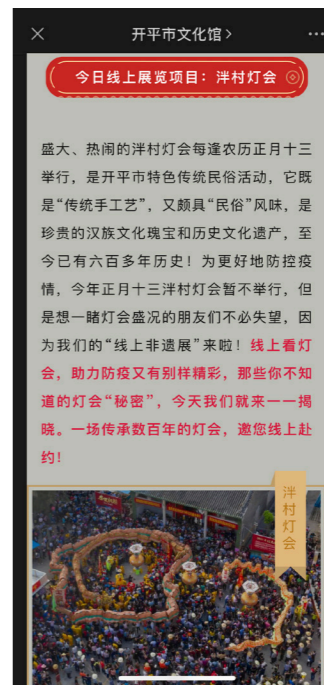 开平市文化馆
今日线上展览项目：泮村灯会
盛大、热闹的泮村灯会每逢农历正月十三
举行，是开平市特色传统民俗活动，它既
是“传统手工艺”，又颇具“民俗”风味，是
珍贵的汉族文化瑰宝和历史文化遗产，至
今已有六百多年历史！为更好地防控疫
情，今年正月十三泮村灯会暂不举行，但
是想一睹灯会盛况的朋友们不必失望，因
为我们的“线上非遗展”来啦！线上看灯
会，助力防疫又有别样精彩，那些你不知
道的灯会“秘密”，今天我们就来一一揭
晓。一场传承数百年的灯会，邀您线上赴
约！
泮村灯会